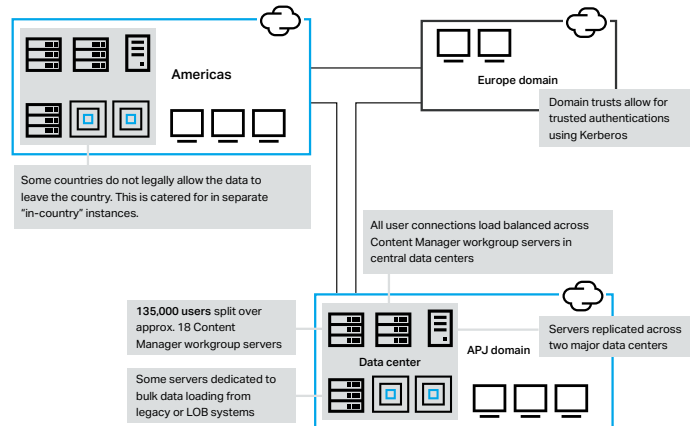 Americas
Europe domain
Domain trusts allow for
trusted authentications
using Kerberos
Some countries do not legally allow the data to
leave the country. This is catered for in separate
“in-country” instances.
All user connections load balanced across
Content Manager workgroup servers in
central data centers
135,000 users split over
approx. 18 Content
Manager workgroup servers
Data center
APJ domain
Servers replicated across
two major data centers
Some servers dedicated to
bulk data loading from
legacy or LOB systems